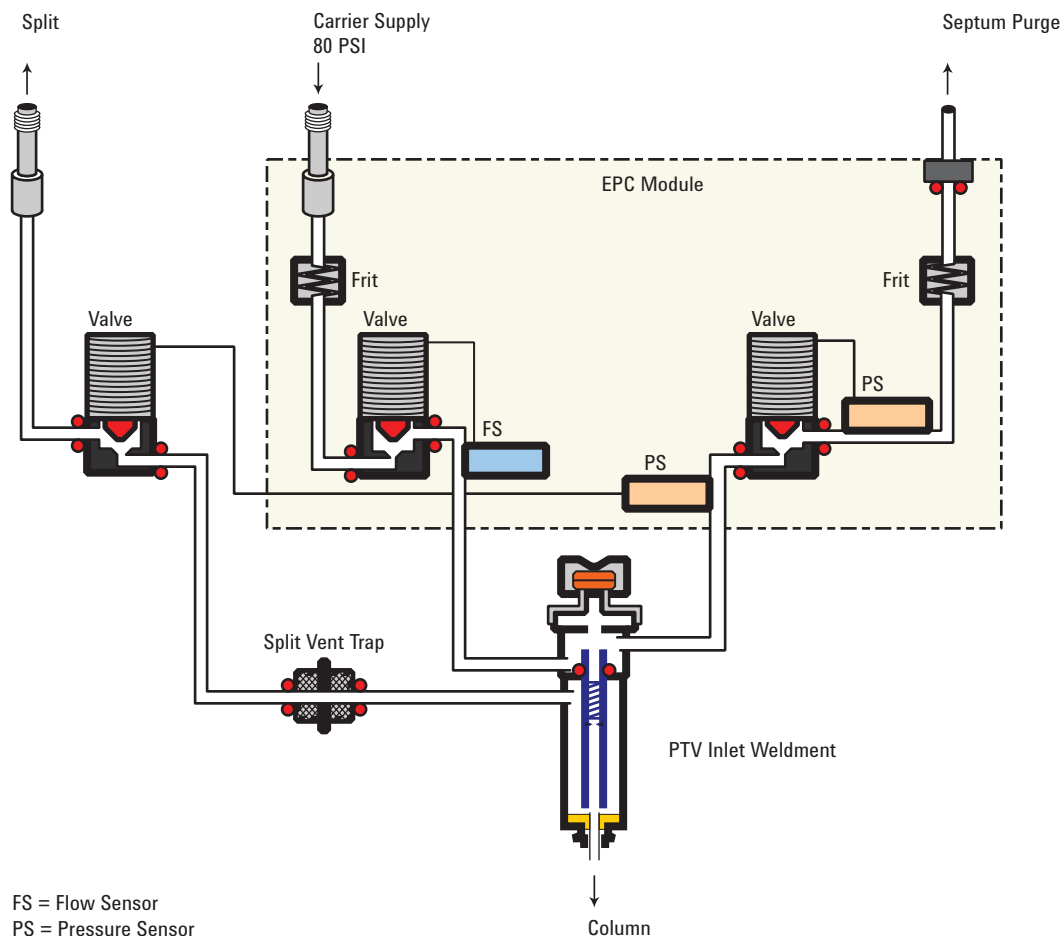 Split
Carrier Supply
80 PSI
Septum Purge
EPC Module
Frit
Frit
Valve
Valve
Valve
PS
FS
PS
Split Vent Trap
PTV Inlet Weldment
FS = Flow Sensor
PS = Pressure Sensor
Column